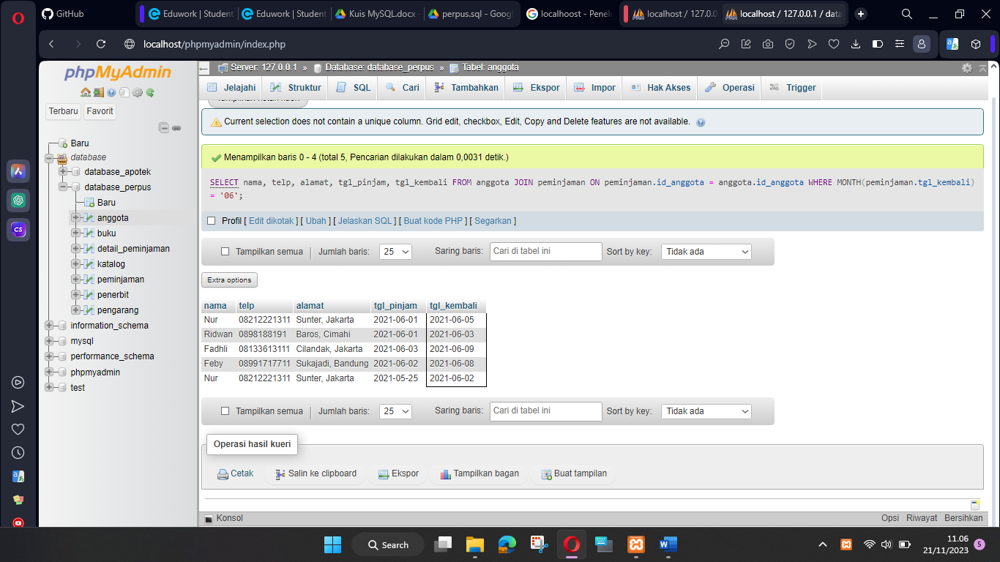 GitHub
Eduwork | Student
Eduwork | Student
Kuis MySQL.docx -
perpus.sql - Goog
localhoost - Penelu
localhost / 127.0.0
localhoost / 127.0.0.1 / data
localhost/phpmyadmin/index.php
phpMyAdmin
Terbaru
Favorit
Baru
database
database_apotek
database_perpus
Baru
anggota
buku
detail_peminjaman
katalog
peminjaman
penerbit
pengarang
information_schema
mysql
performance_schema
phpmyadmin
test
Server: 127.0.0.1 » Database: database_perpus » Tabel: anggota
Jelajahi Struktur SQL Cari Tambahkan Ekspor Impor Hak Akses Operasi Trigger
Current selection does not contain a unique column. Grid edit, checkbox, Edit, Copy and Delete features are not available.
Menampilkan baris 0 - 4 (total 5, Pencarian dilakukan dalam 0,0031 detik.)
SELECT nama, telp, alamat, tgl_pinjam, tgl_kembali FROM anggota JOIN peminjaman ON peminjaman.id_anggota = anggota.id_anggota WHERE MONTH(peminjaman.tgl_kembali)
= '06';
Profil [ Edit dikotak ] [ Ubah ] [ Jelaskan SQL ] [ Buat kode PHP ] [ Segarkan ]
Tampilkan semua | Jumlah baris: 25 Saring baris: Cari di tabel ini Sort by key: Tidak ada
Extra options
nama telp alamat tgl_pinjam tgl_kembali
Nur 08212221311 Sunter, Jakarta 2021-06-01 2021-06-05
Ridwan 0898188191 Baros, Cimahi 2021-06-01 2021-06-03
Fadhli 08133613111 Cilandak, Jakarta 2021-06-03 2021-06-09
Feby 08991717711 Sukajadi, Bandung 2021-06-02 2021-06-08
Nur 08212221311 Sunter, Jakarta 2021-05-25 2021-06-02
Tampilkan semua | Jumlah baris: 25 Saring baris: Cari di tabel ini Sort by key: Tidak ada
Operasi hasil kueri
Cetak Salin ke clipboard Ekspor Tampilkan bagan Buat tampilan
Konsol Opsi Riwayat Bersihkan
Search
11.06
21/11/2023
5